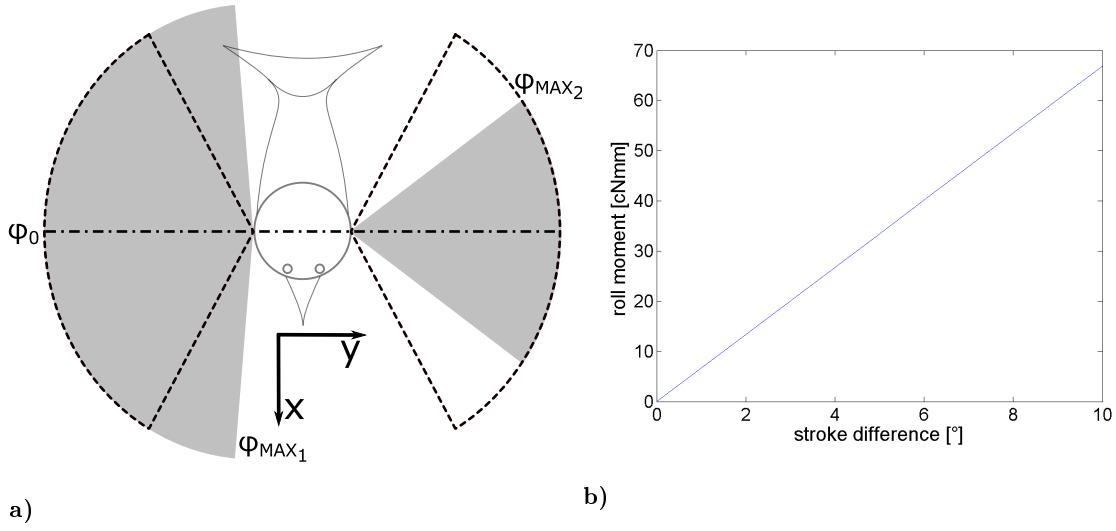 φMAX₂
φ₀
y
x
φMAX₁
a)
70
60
50
40
30
20
10
0
roll moment [cNmm]
0 2 4 6 8 10
stroke difference [°]
b)